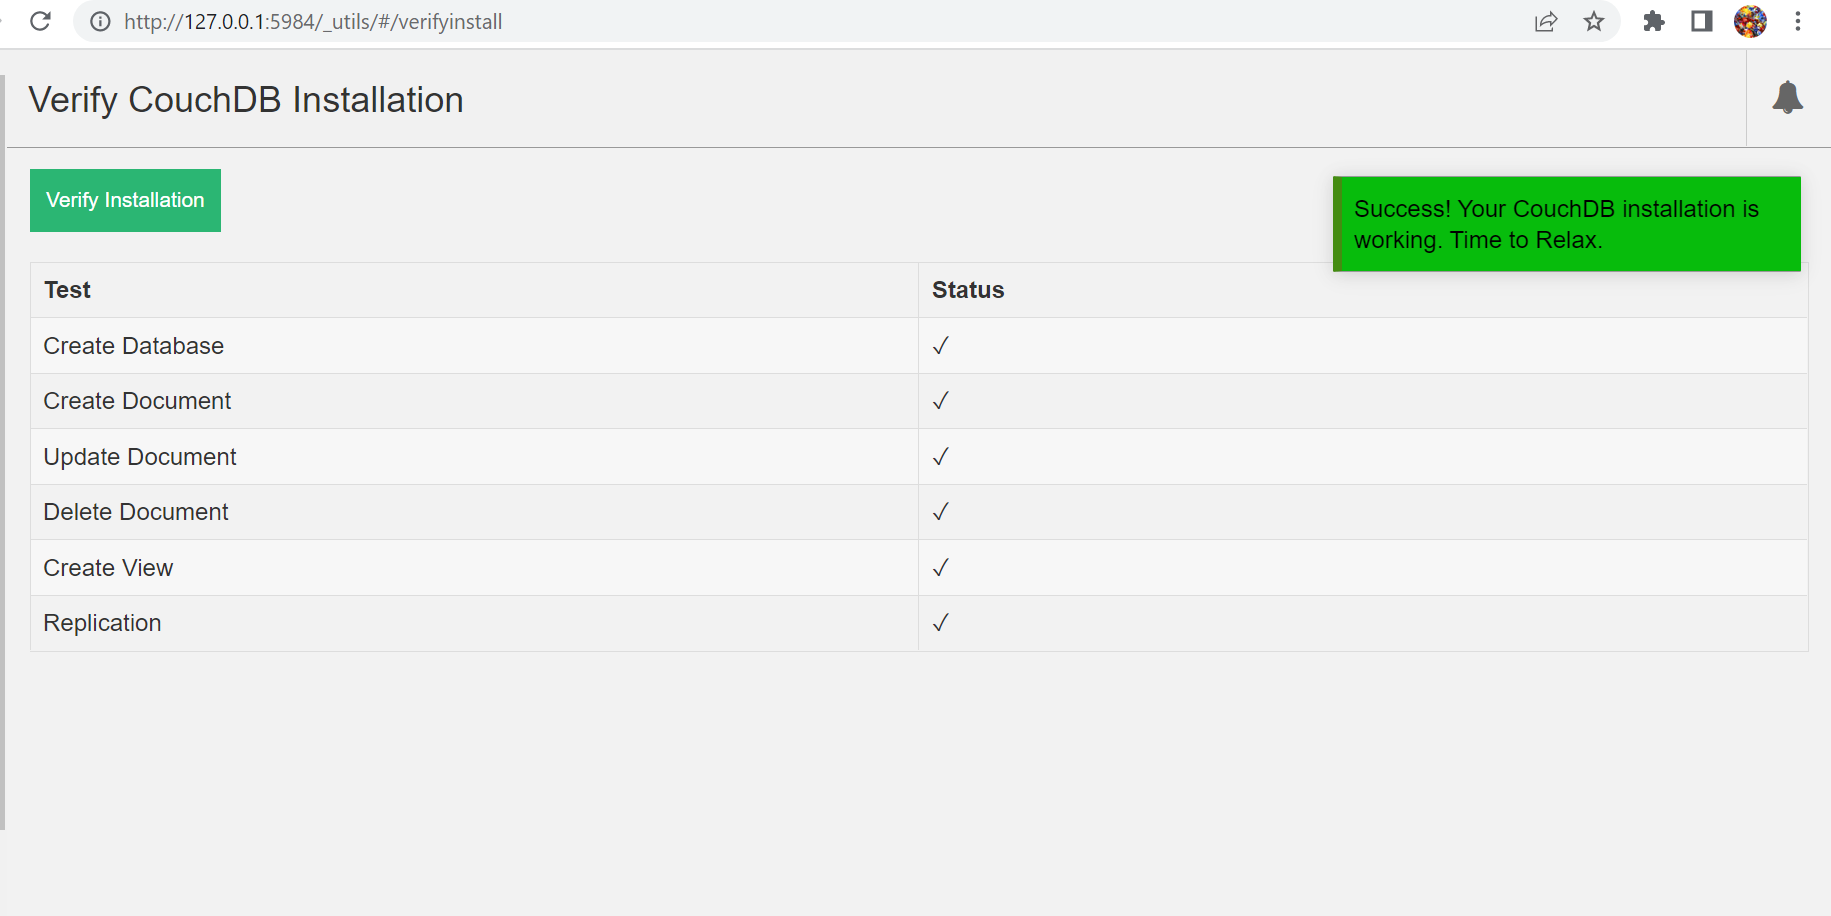 http://127.0.0.1:5984/_utils/#/verifyinstall
Verify CouchDB Installation
Verify Installation
Success! Your CouchDB installation is
working. Time to Relax.
Test Status
Create Database ✓
Create Document ✓
Update Document ✓
Delete Document ✓
Create View ✓
Replication ✓